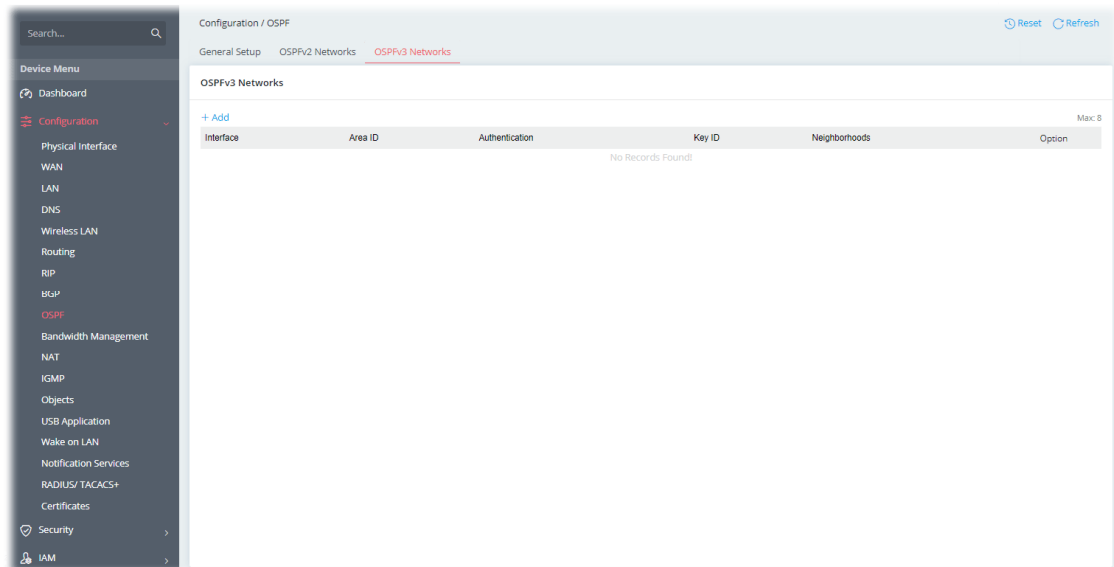 Search...
Device Menu
Dashboard
Configuration
Physical Interface
WAN
LAN
DNS
Wireless LAN
Routing
RIP
BGP
OSPF
Bandwidth Management
NAT
IGMP
Objects
USB Application
Wake on LAN
Notification Services
RADIUS/ TACACS+
Certificates
Security
IAM
Configuration / OSPF
Reset Refresh
General Setup OSPFv2 Networks OSPFv3 Networks
OSPFv3 Networks
+ Add Max: 8
Interface Area ID Authentication Key ID Neighborhoods Option
No Records Found!